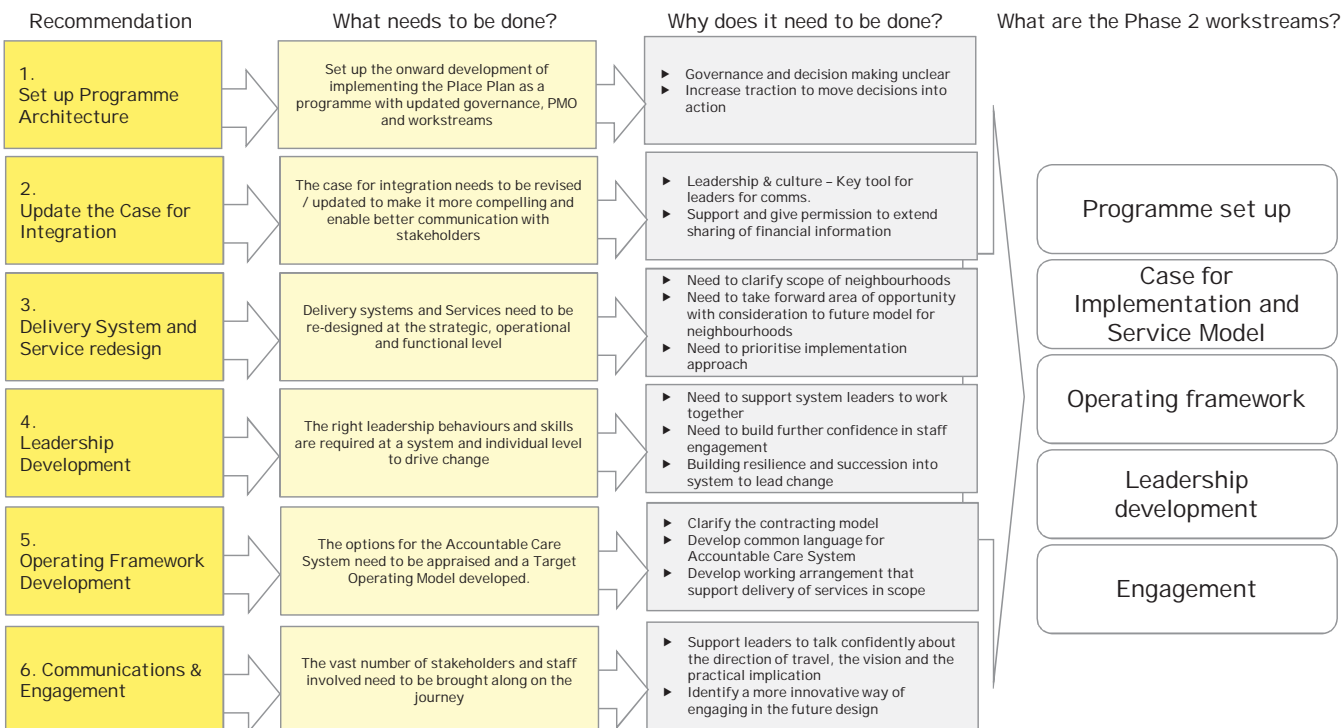 Recommendation
What needs to be done?
Why does it need to be done?
What are the Phase 2 workstreams?
1.
Set up Programme
Architecture
Set up the onward development of
implementing the Place Plan as a
programme with updated governance, PMO
and workstreams
► Governance and decision making unclear
► Increase traction to move decisions into
action
2.
Update the Case for
Integration
The case for integration needs to be revised
/ updated to make it more compelling and
enable better communication with
stakeholders
► Leadership & culture – Key tool for
leaders for comms.
► Support and give permission to extend
sharing of financial information
3.
Delivery System and
Service redesign
Delivery systems and Services need to be
re-designed at the strategic, operational
and functional level
► Need to clarify scope of neighbourhoods
► Need to take forward area of opportunity
with consideration to future model for
neighbourhoods
► Need to prioritise implementation
approach
4.
Leadership
Development
The right leadership behaviours and skills
are required at a system and individual level
to drive change
► Need to support system leaders to work
together
► Need to build further confidence in staff
engagement
► Building resilience and succession into
system to lead change
5.
Operating Framework
Development
The options for the Accountable Care
System need to be appraised and a Target
Operating Model developed.
► Clarify the contracting model
► Develop common language for
Accountable Care System
► Develop working arrangement that
support delivery of services in scope
6. Communications &
Engagement
The vast number of stakeholders and staff
involved need to be brought along on the
journey
► Support leaders to talk confidently about
the direction of travel, the vision and the
practical implication
► Identify a more innovative way of
engaging in the future design
Programme set up
Case for
Implementation and
Service Model
Operating framework
Leadership
development
Engagement